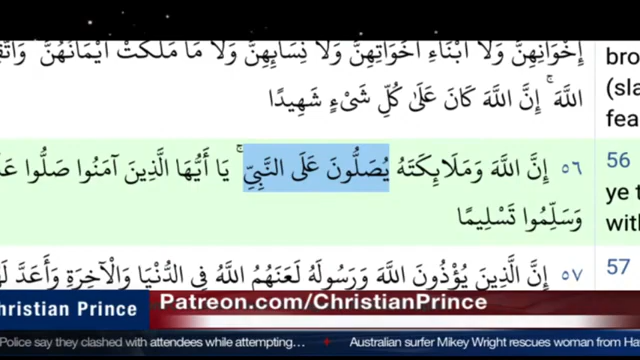 إِخْوَانِهِنَّ وَلَا أَبْنَاءِ أَخَوَاتِهِنَّ وَلَا نِسَائِهِنَّ وَلَا مَا مَلَكَتْ أَيْمَانُهُنَّ
bro
اللَّهَ ۚ إِنَّ اللَّهَ كَانَ عَلَىٰ كُلِّ شَيْءٍ شَهِيدًا
(sla
fea
٥٦ إِنَّ اللَّهَ وَمَلَائِكَتَهُ يُصَلُّونَ عَلَى النَّبِيِّ ۚ يَا أَيُّهَا الَّذِينَ آمَنُوا صَلُّوا
56
ye t
وَسَلِّمُوا تَسْلِيمًا
with
٥٧ إِنَّ الَّذِينَ يُؤْذُونَ اللَّهَ وَرَسُولَهُ لَعَنَهُمُ اللَّهُ فِي الدُّنْيَا وَالْآخِرَةِ وَأَعَدَّ
57
hristian Prince
Patreon.com/ChristianPrince
Police say they clashed with attendees while attempting...
Australian surfer Mikey Wright rescues woman from Ha